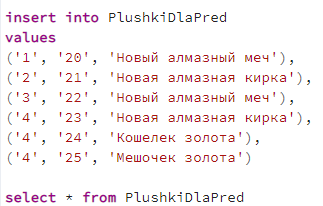 insert into PlushkiDlaPred
values
('1', '20', 'Новый алмазный меч'),
('2', '21', 'Новая алмазная кирка'),
('3', '22', 'Новый алмазный меч'),
('4', '23', 'Новая алмазная кирка'),
('4', '24', 'Кошелек золота'),
('4', '25', 'Мешочек золота')
select * from PlushkiDlaPred